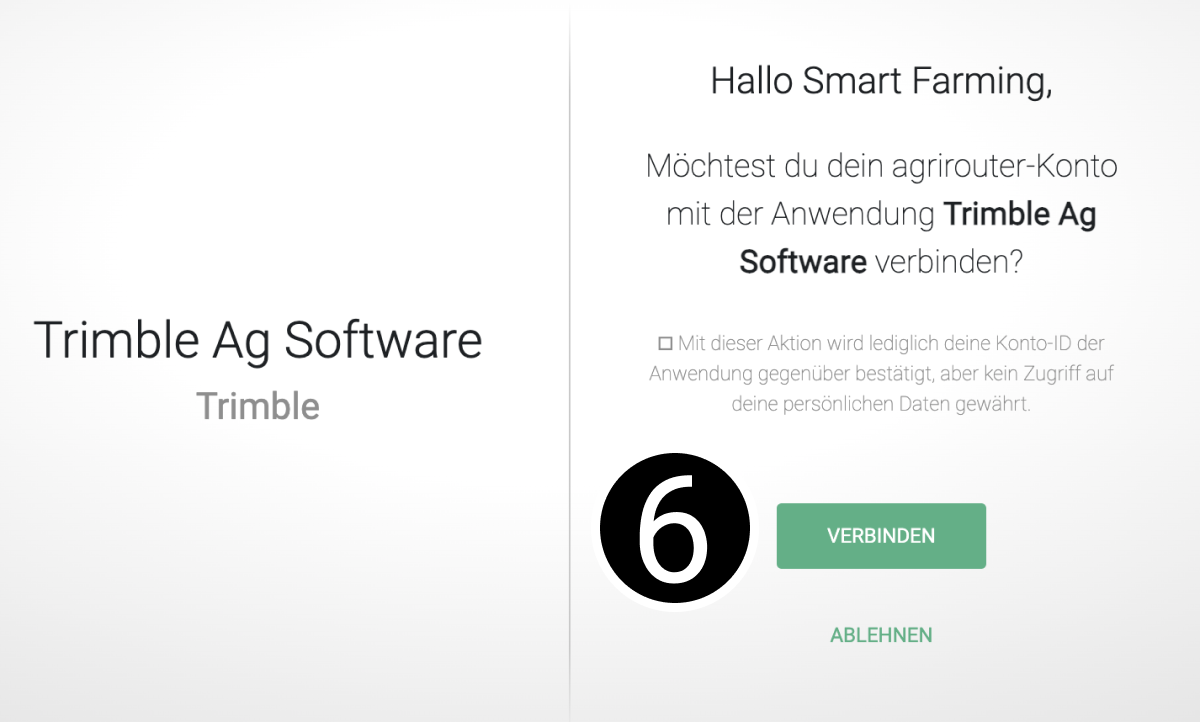 Trimble Ag Software
Trimble
Hallo Smart Farming,
Möchtest du dein agrirouter-Konto
mit der Anwendung Trimble Ag
Software verbinden?
Mit dieser Aktion wird lediglich deine Konto-ID der
Anwendung gegenüber bestätigt, aber kein Zugriff auf
deine persönlichen Daten gewährt.
6
VERBINDEN
ABLEHNEN